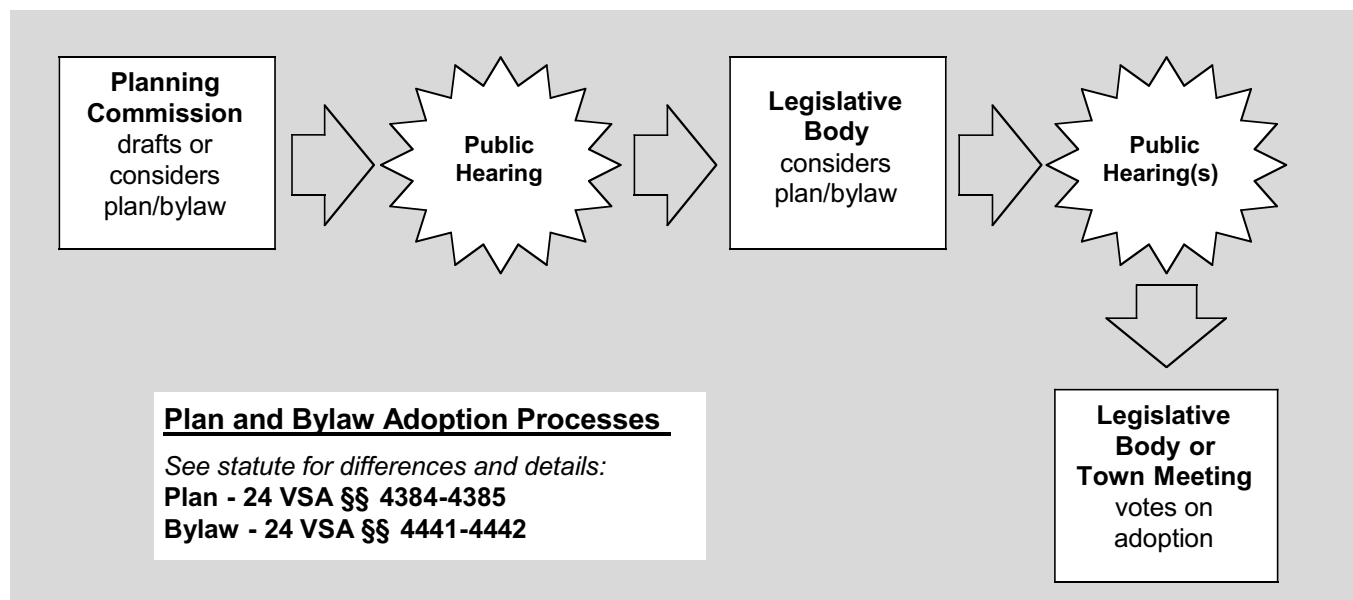 Planning
Commission
drafts or
considers
plan/bylaw
Public
Hearing
Legislative
Body
considers
plan/bylaw
Public
Hearing(s)
Legislative
Body or
Town Meeting
votes on
adoption
Plan and Bylaw Adoption Processes
See statute for differences and details:
Plan - 24 VSA §§ 4384-4385
Bylaw - 24 VSA §§ 4441-4442